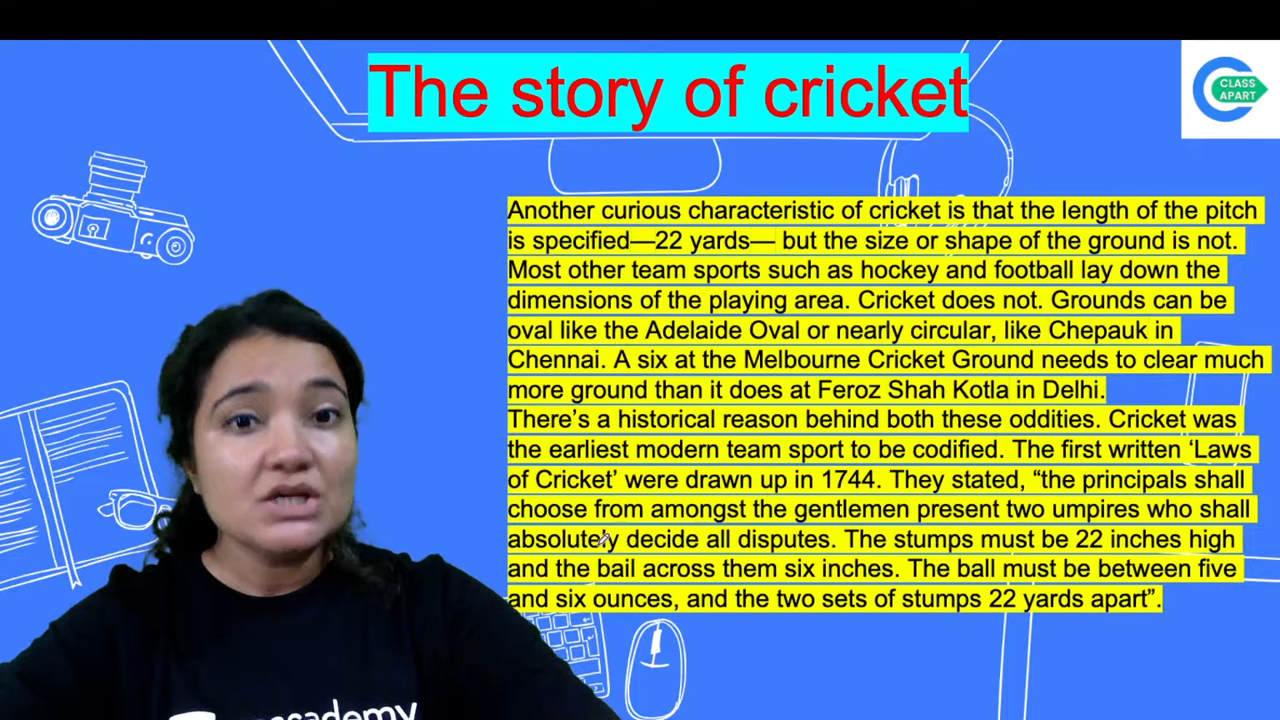 The story of cricket
CLASS
APART
Another curious characteristic of cricket is that the length of the pitch
is specified—22 yards— but the size or shape of the ground is not.
Most other team sports such as hockey and football lay down the
dimensions of the playing area. Cricket does not. Grounds can be
oval like the Adelaide Oval or nearly circular, like Chepauk in
Chennai. A six at the Melbourne Cricket Ground needs to clear much
more ground than it does at Feroz Shah Kotla in Delhi.
There’s a historical reason behind both these oddities. Cricket was
the earliest modern team sport to be codified. The first written ‘Laws
of Cricket’ were drawn up in 1744. They stated, “the principals shall
choose from amongst the gentlemen present two umpires who shall
absolutely decide all disputes. The stumps must be 22 inches high
and the bail across them six inches. The ball must be between five
and six ounces, and the two sets of stumps 22 yards apart”.